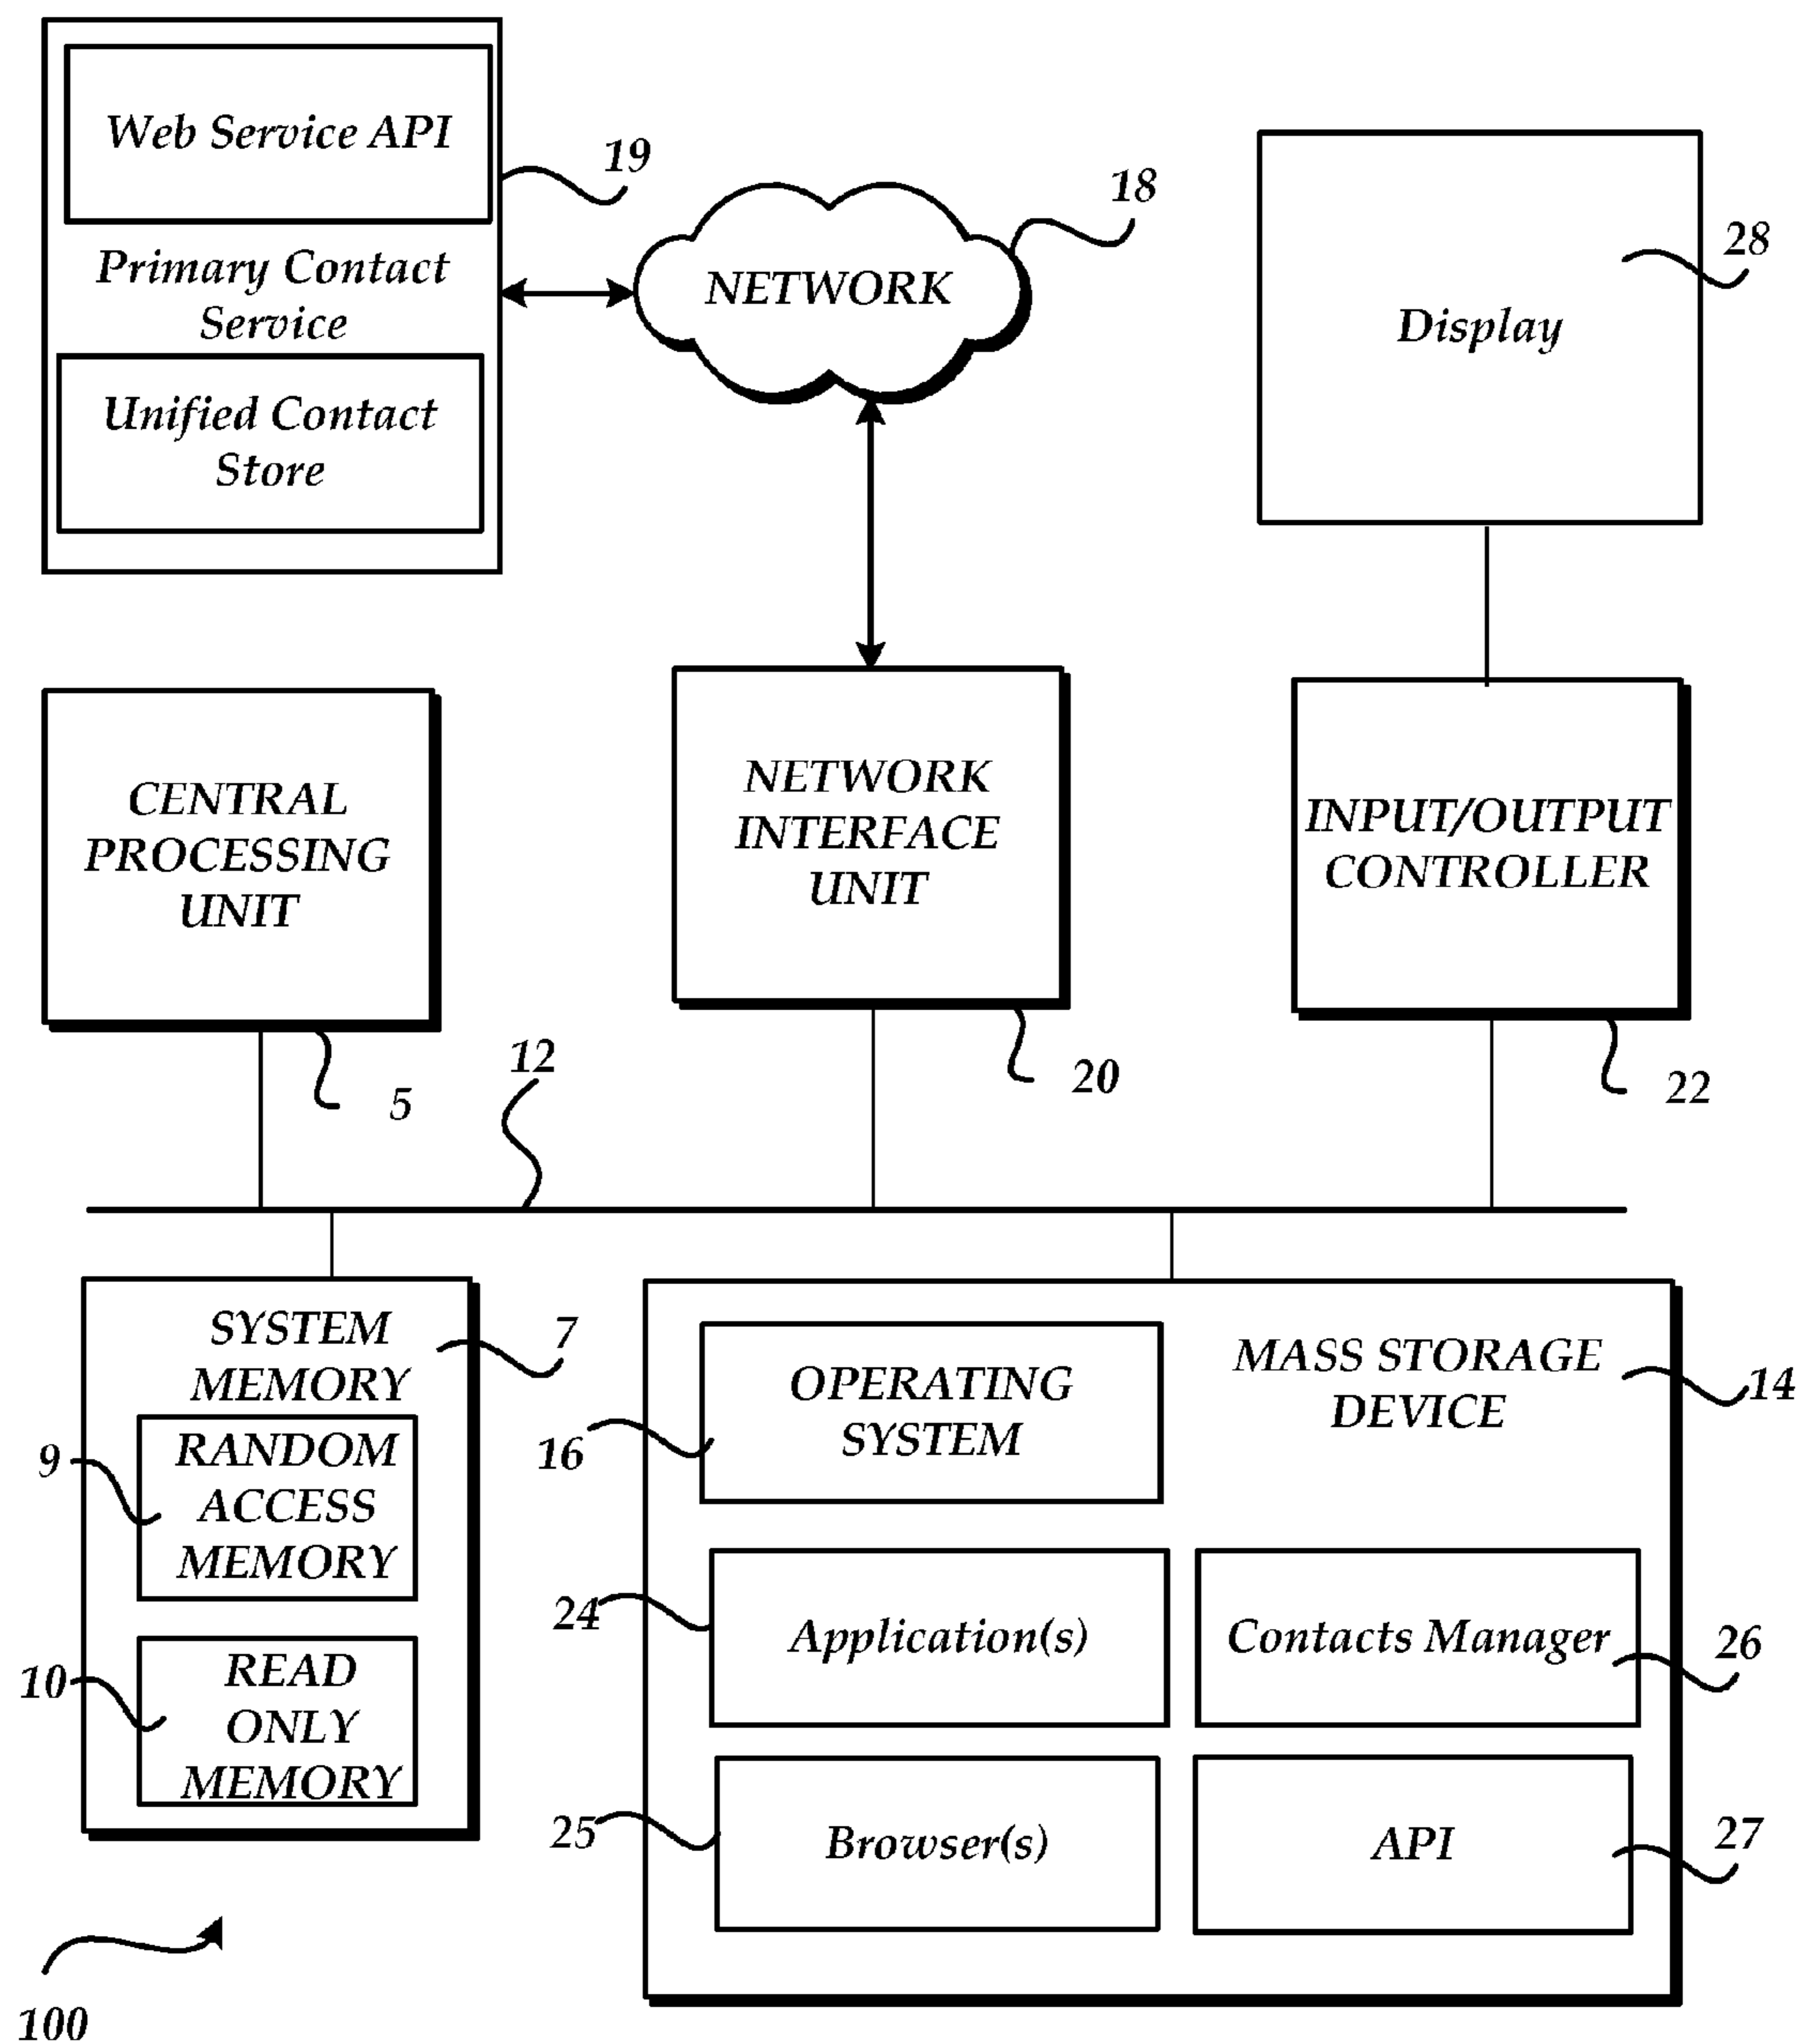 Web Service API
19
Primary Contact
Service
Unified Contact
Store
NETWORK
18
Display
28
CENTRAL
PROCESSING
UNIT
5
NETWORK
INTERFACE
UNIT
20
INPUT/OUTPUT
CONTROLLER
22
12
SYSTEM
MEMORY
7
RANDOM
ACCESS
MEMORY
9
READ
ONLY
MEMORY
10
OPERATING
SYSTEM
16
MASS STORAGE
DEVICE
14
24
Application(s)
Contacts Manager
26
25
Browser(s)
API
27
100